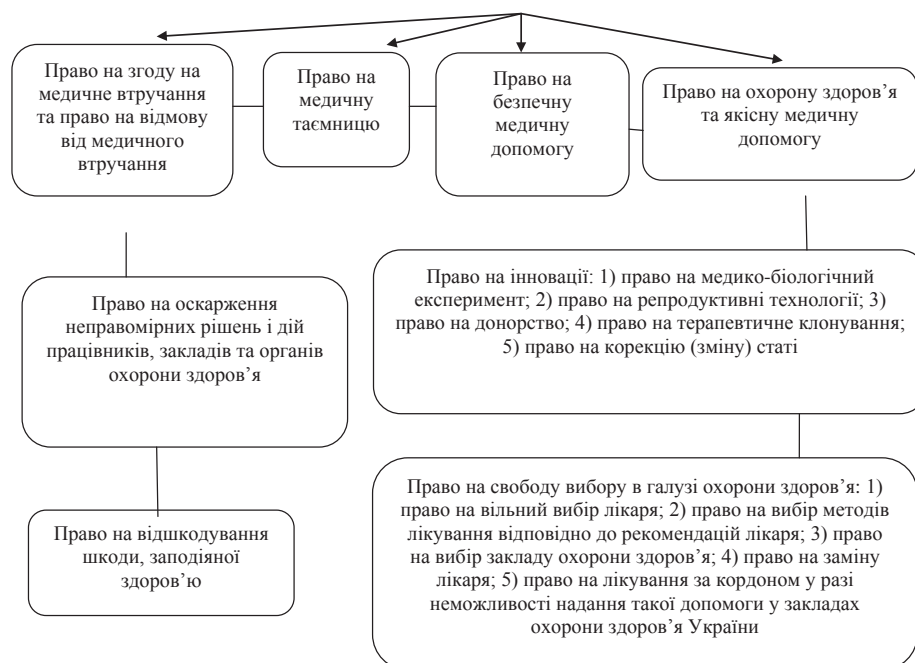 Право на згоду на
медичне втручання
та право на відмову
від медичного
втручання
Право на
медичну
таємницю
Право на
безпечну
медичну
допомогу
Право на охорону здоров’я
та якісну медичну
допомогу
Право на оскарження
неправомірних рішень і дій
працівників, закладів та органів
охорони здоров’я
Право на інновації: 1) право на медико-біологічний
експеримент; 2) право на репродуктивні технології; 3)
право на донорство; 4) право на терапевтичне клонування;
5) право на корекцію (зміну) статі
Право на відшкодування
шкоди, заподіяної
здоров’ю
Право на свободу вибору в галузі охорони здоров’я: 1)
право на вільний вибір лікаря; 2) право на вибір методів
лікування відповідно до рекомендацій лікаря; 3) право
на вибір закладу охорони здоров’я; 4) право на заміну
лікаря; 5) право на лікування за кордоном у разі
неможливості надання такої допомоги у закладах
охорони здоров’я України